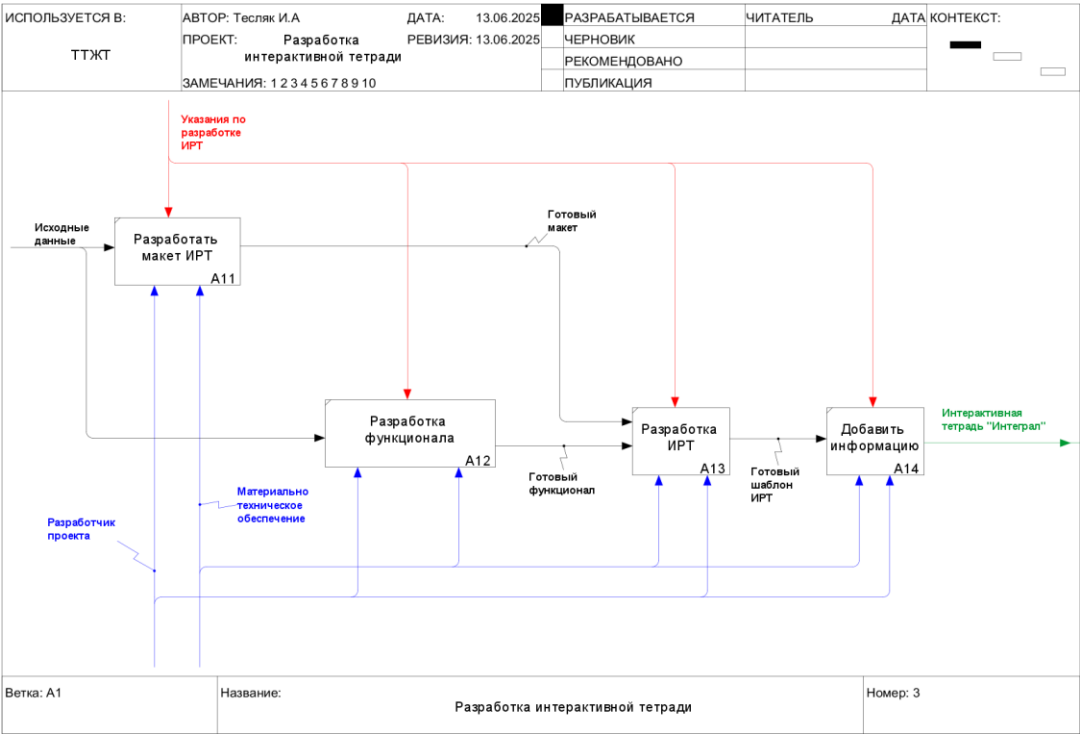 ИСПОЛЬЗУЕТСЯ В:
ТТЖТ
АВТОР: Тесляк И.А
ДАТА: 13.06.2025
ПРОЕКТ: Разработка
интерактивной тетради
РЕВИЗИЯ: 13.06.2025
ЗАМЕЧАНИЯ: 1 2 3 4 5 6 7 8 9 10
РАЗРАБАТЫВАЕТСЯ
ЧЕРНОВИК
РЕКОМЕНДОВАНО
ПУБЛИКАЦИЯ
ЧИТАТЕЛЬ
ДАТА
КОНТЕКСТ:
Указания по
разработке
ИРТ
Исходные
данные
Разработать
макет ИРТ
A11
Готовый
макет
Разработка
функционала
A12
Готовый
функционал
Разработка
ИРТ
A13
Готовый
шаблон
ИРТ
Добавить
информацию
A14
Интерактивная
тетрадь "Интеграл"
Материально
техническое
обеспечение
Разработчик
проекта
Ветка: A1
Название:
Разработка интерактивной тетради
Номер: 3